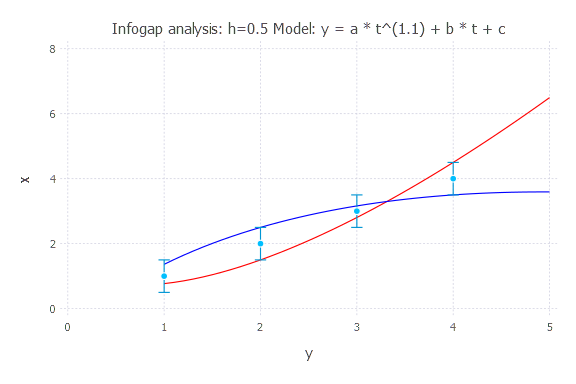 Infogap analysis: h=0.5 Model: y = a * t^(1.1) + b * t + c
8
6
4
2
0
x
0 1 2 3 4 5
y